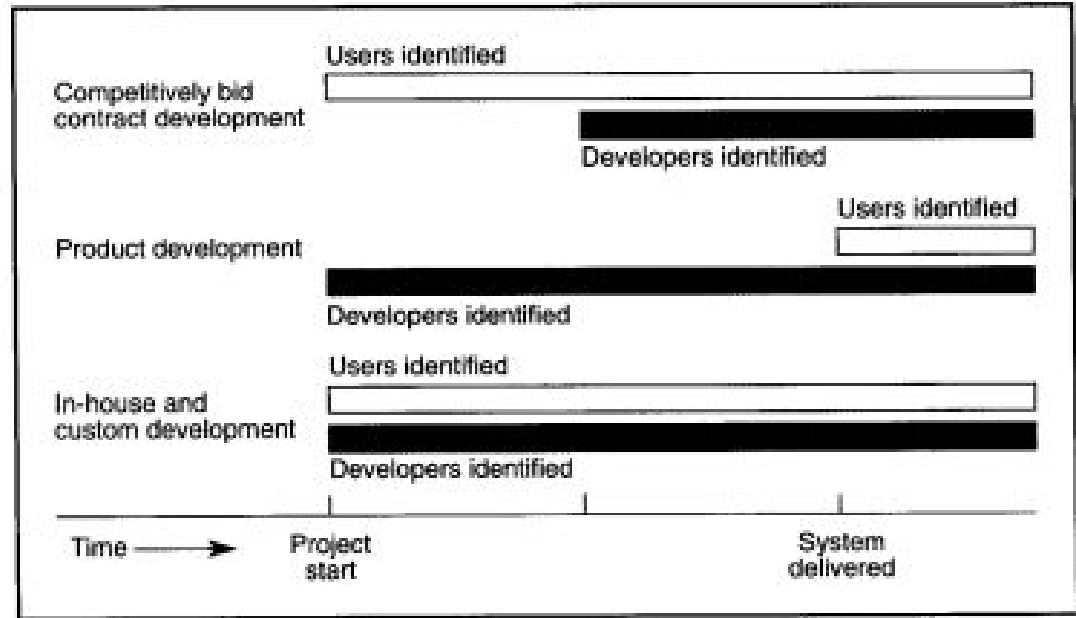 Users identified
Competitively bid
contract development
Developers identified
Users identified
Product development
Developers identified
Users identified
In-house and
custom development
Developers identified
Time
Project
start
System
delivered